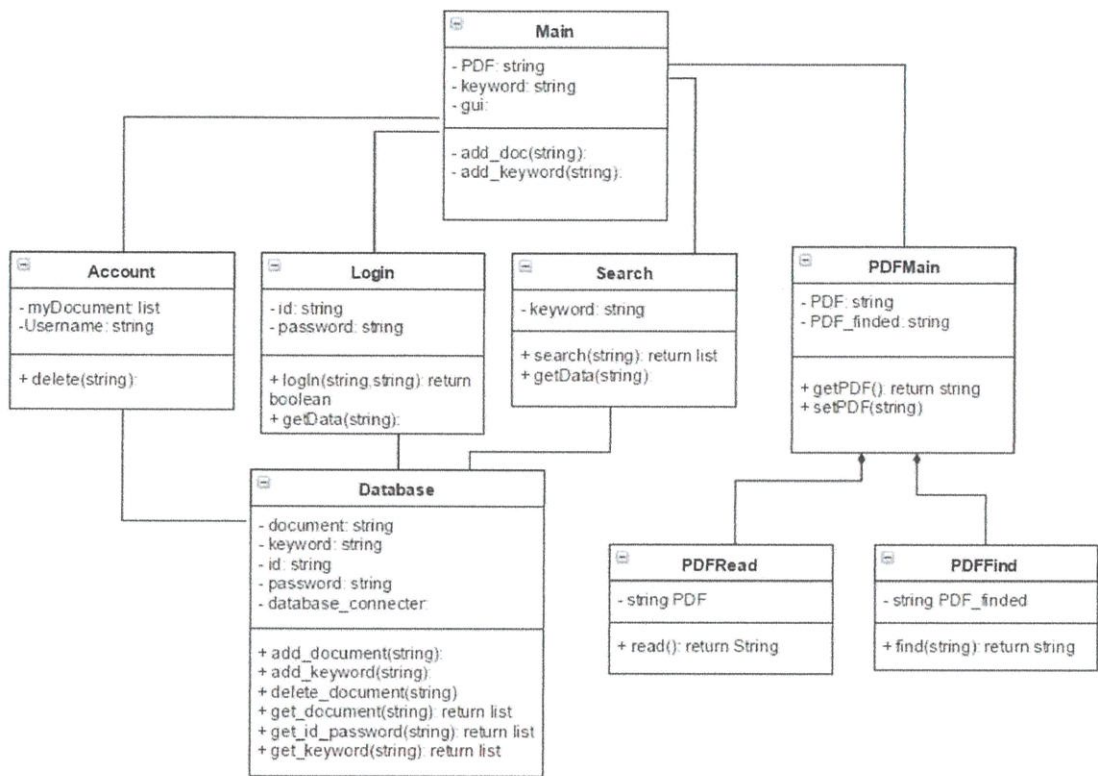 Main
- PDF: string
- keyword: string
- gui:
- add_doc(string):
- add_keyword(string):
Account
- myDocument: list
-Username: string
+ delete(string):
Login
- id: string
- password: string
+ logIn(string,string): return
boolean
+ getData(string):
Search
- keyword: string
+ search(string): return list
+ getData(string)
PDFMain
- PDF: string
- PDF_finded: string
+ getPDF(): return string
+ setPDF(string)
Database
- document: string
- keyword: string
- id: string
- password: string
- database_connecter:
+ add_document(string):
+ add_keyword(string):
+ delete_document(string)
+ get_document(string): return list
+ get_id_password(string): return list
+ get_keyword(string): return list
PDFRead
- string PDF
+ read(): return String
PDFFind
- string PDF_finded
+ find(string): return string